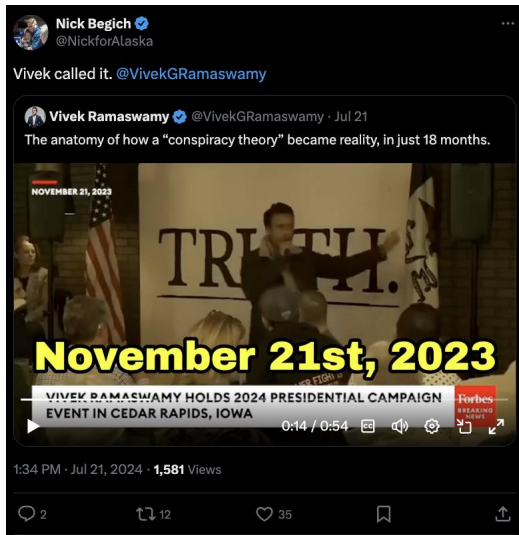 Nick Begich
@NickforAlaska
Vivek called it. @VivekGRamaswamy
Vivek Ramaswamy @VivekGRamaswamy · Jul 21
The anatomy of how a “conspiracy theory” became reality, in just 18 months.
NOVEMBER 21, 2023
TRUTH.
November 21st, 2023
VIVEK RAMASWAMY HOLDS 2024 PRESIDENTIAL CAMPAIGN
EVENT IN CEDAR RAPIDS, IOWA
Forbes
BREAKING
NEWS
0:14 / 0:54
CC
1:34 PM · Jul 21, 2024 · 1,581 Views
2
12
35